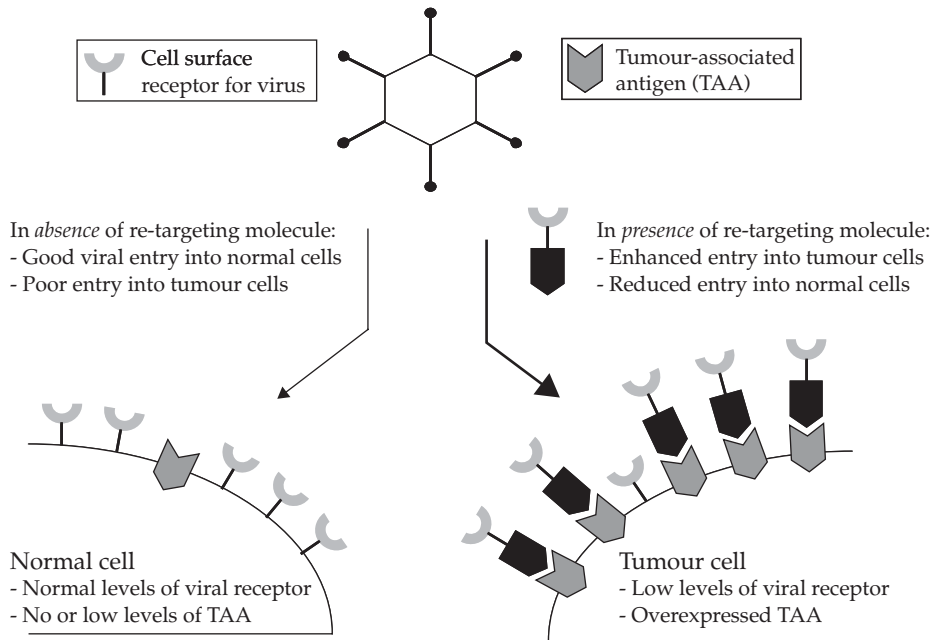 Cell surface
receptor for virus
Tumour-associated
antigen (TAA)
In absence of re-targeting molecule:
- Good viral entry into normal cells
- Poor entry into tumour cells
In presence of re-targeting molecule:
- Enhanced entry into tumour cells
- Reduced entry into normal cells
Normal cell
- Normal levels of viral receptor
- No or low levels of TAA
Tumour cell
- Low levels of viral receptor
- Overexpressed TAA